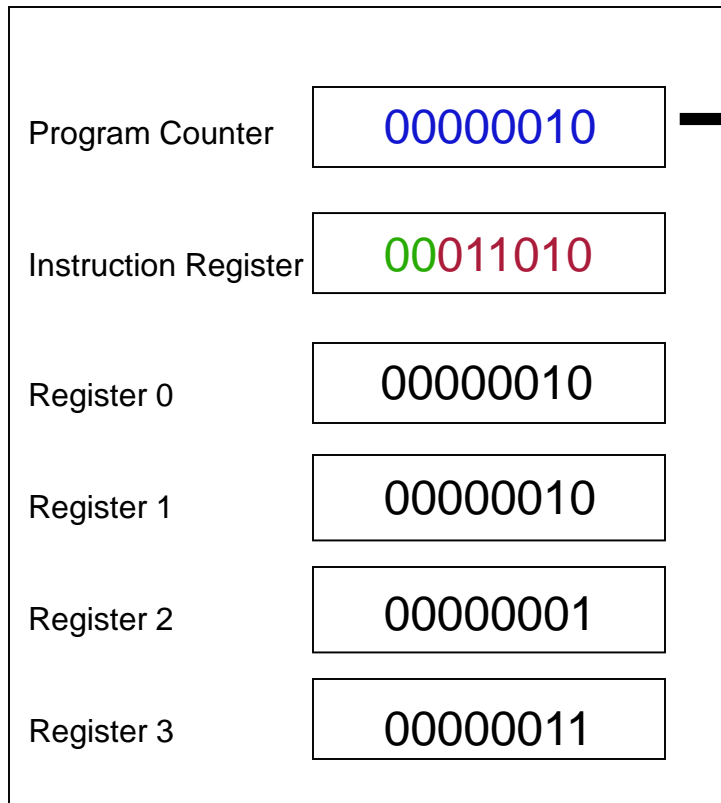 Program Counter 00000010
Instruction Register 00011010
Register 0 00000010
Register 1 00000010
Register 2 00000001
Register 3 00000011